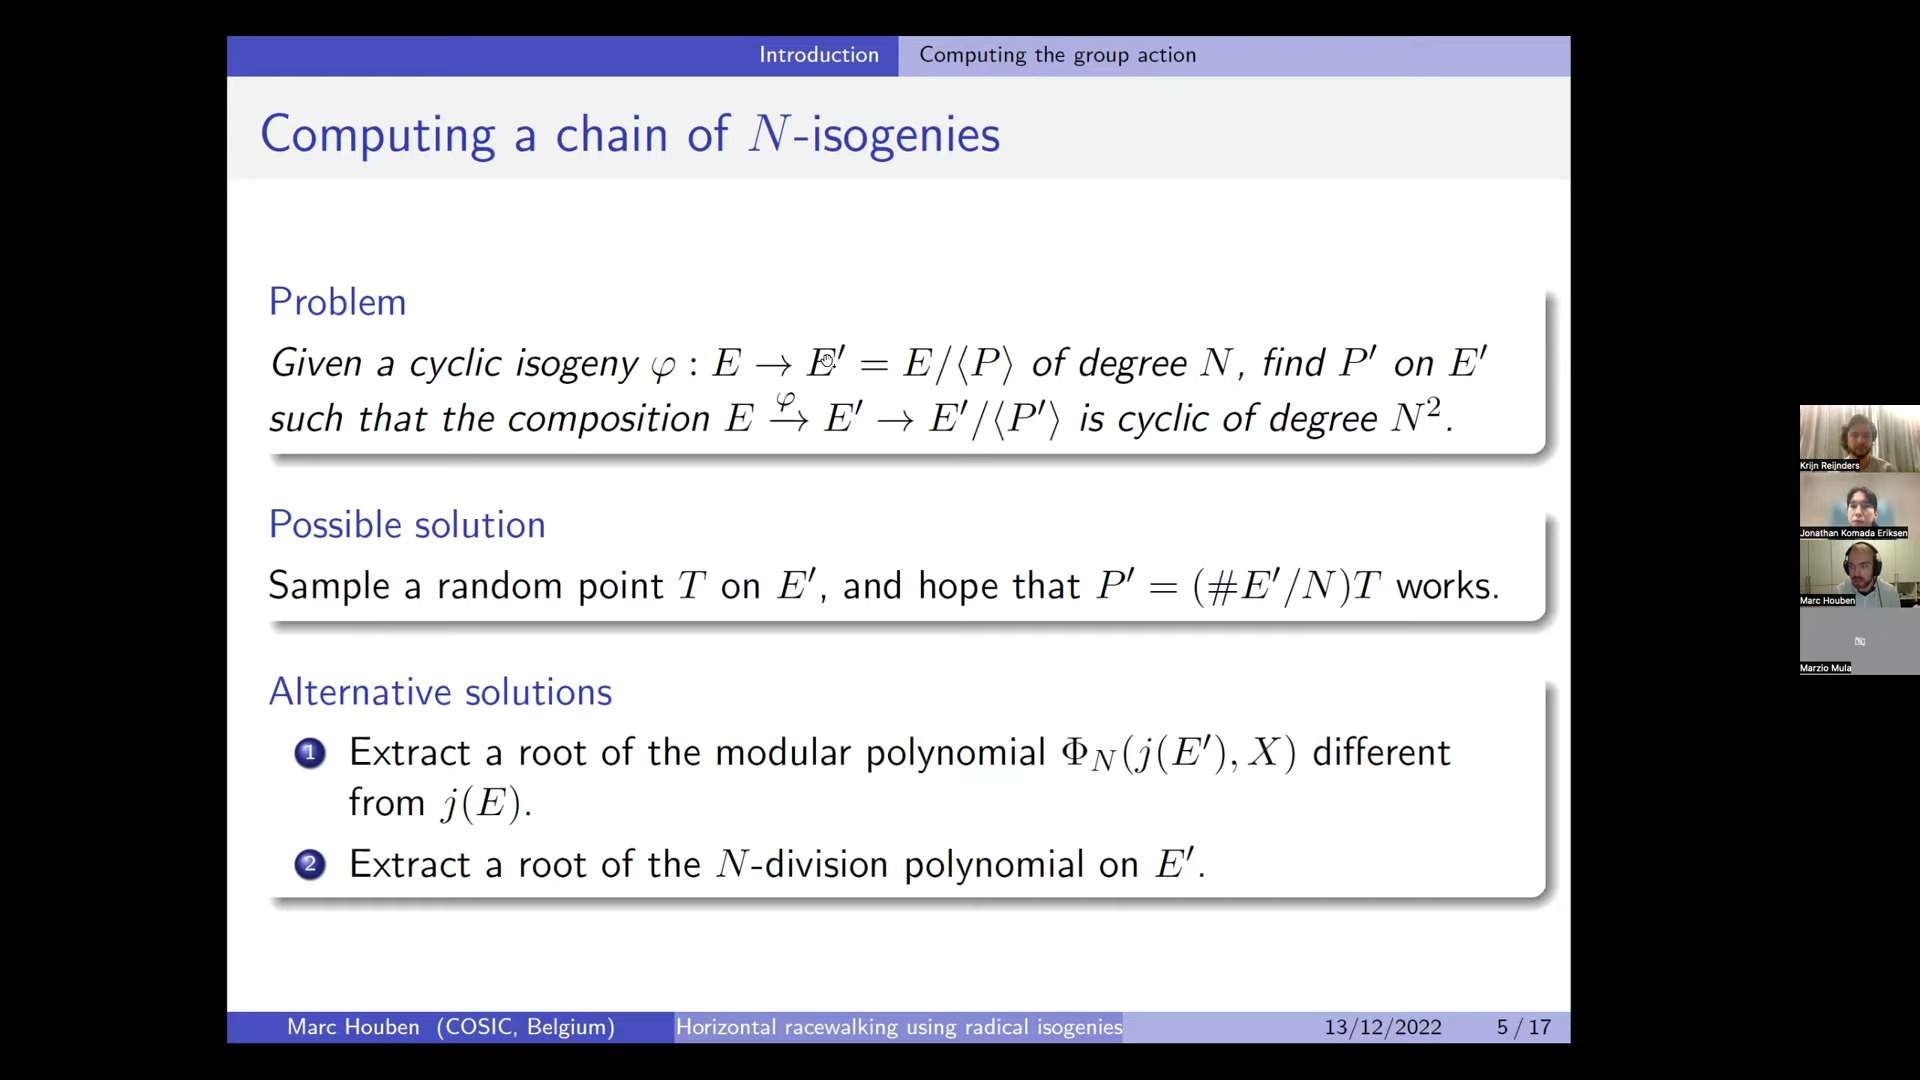 Introduction Computing the group action
Computing a chain of N-isogenies
Problem
Given a cyclic isogeny φ : E → E′ = E/⟨P⟩ of degree N, find P′ on E′
such that the composition E →^φ E′ → E′/⟨P′⟩ is cyclic of degree N².
Possible solution
Sample a random point T on E′, and hope that P′ = (#E′/N)T works.
Alternative solutions
1 Extract a root of the modular polynomial Φ_N(j(E′), X) different
from j(E).
2 Extract a root of the N-division polynomial on E′.
Marc Houben (COSIC, Belgium) Horizontal racewalking using radical isogenies 13/12/2022 5 / 17
Krijn Reijnders
Jonathan Komada Eriksen
Marc Houben
Marzio Mula